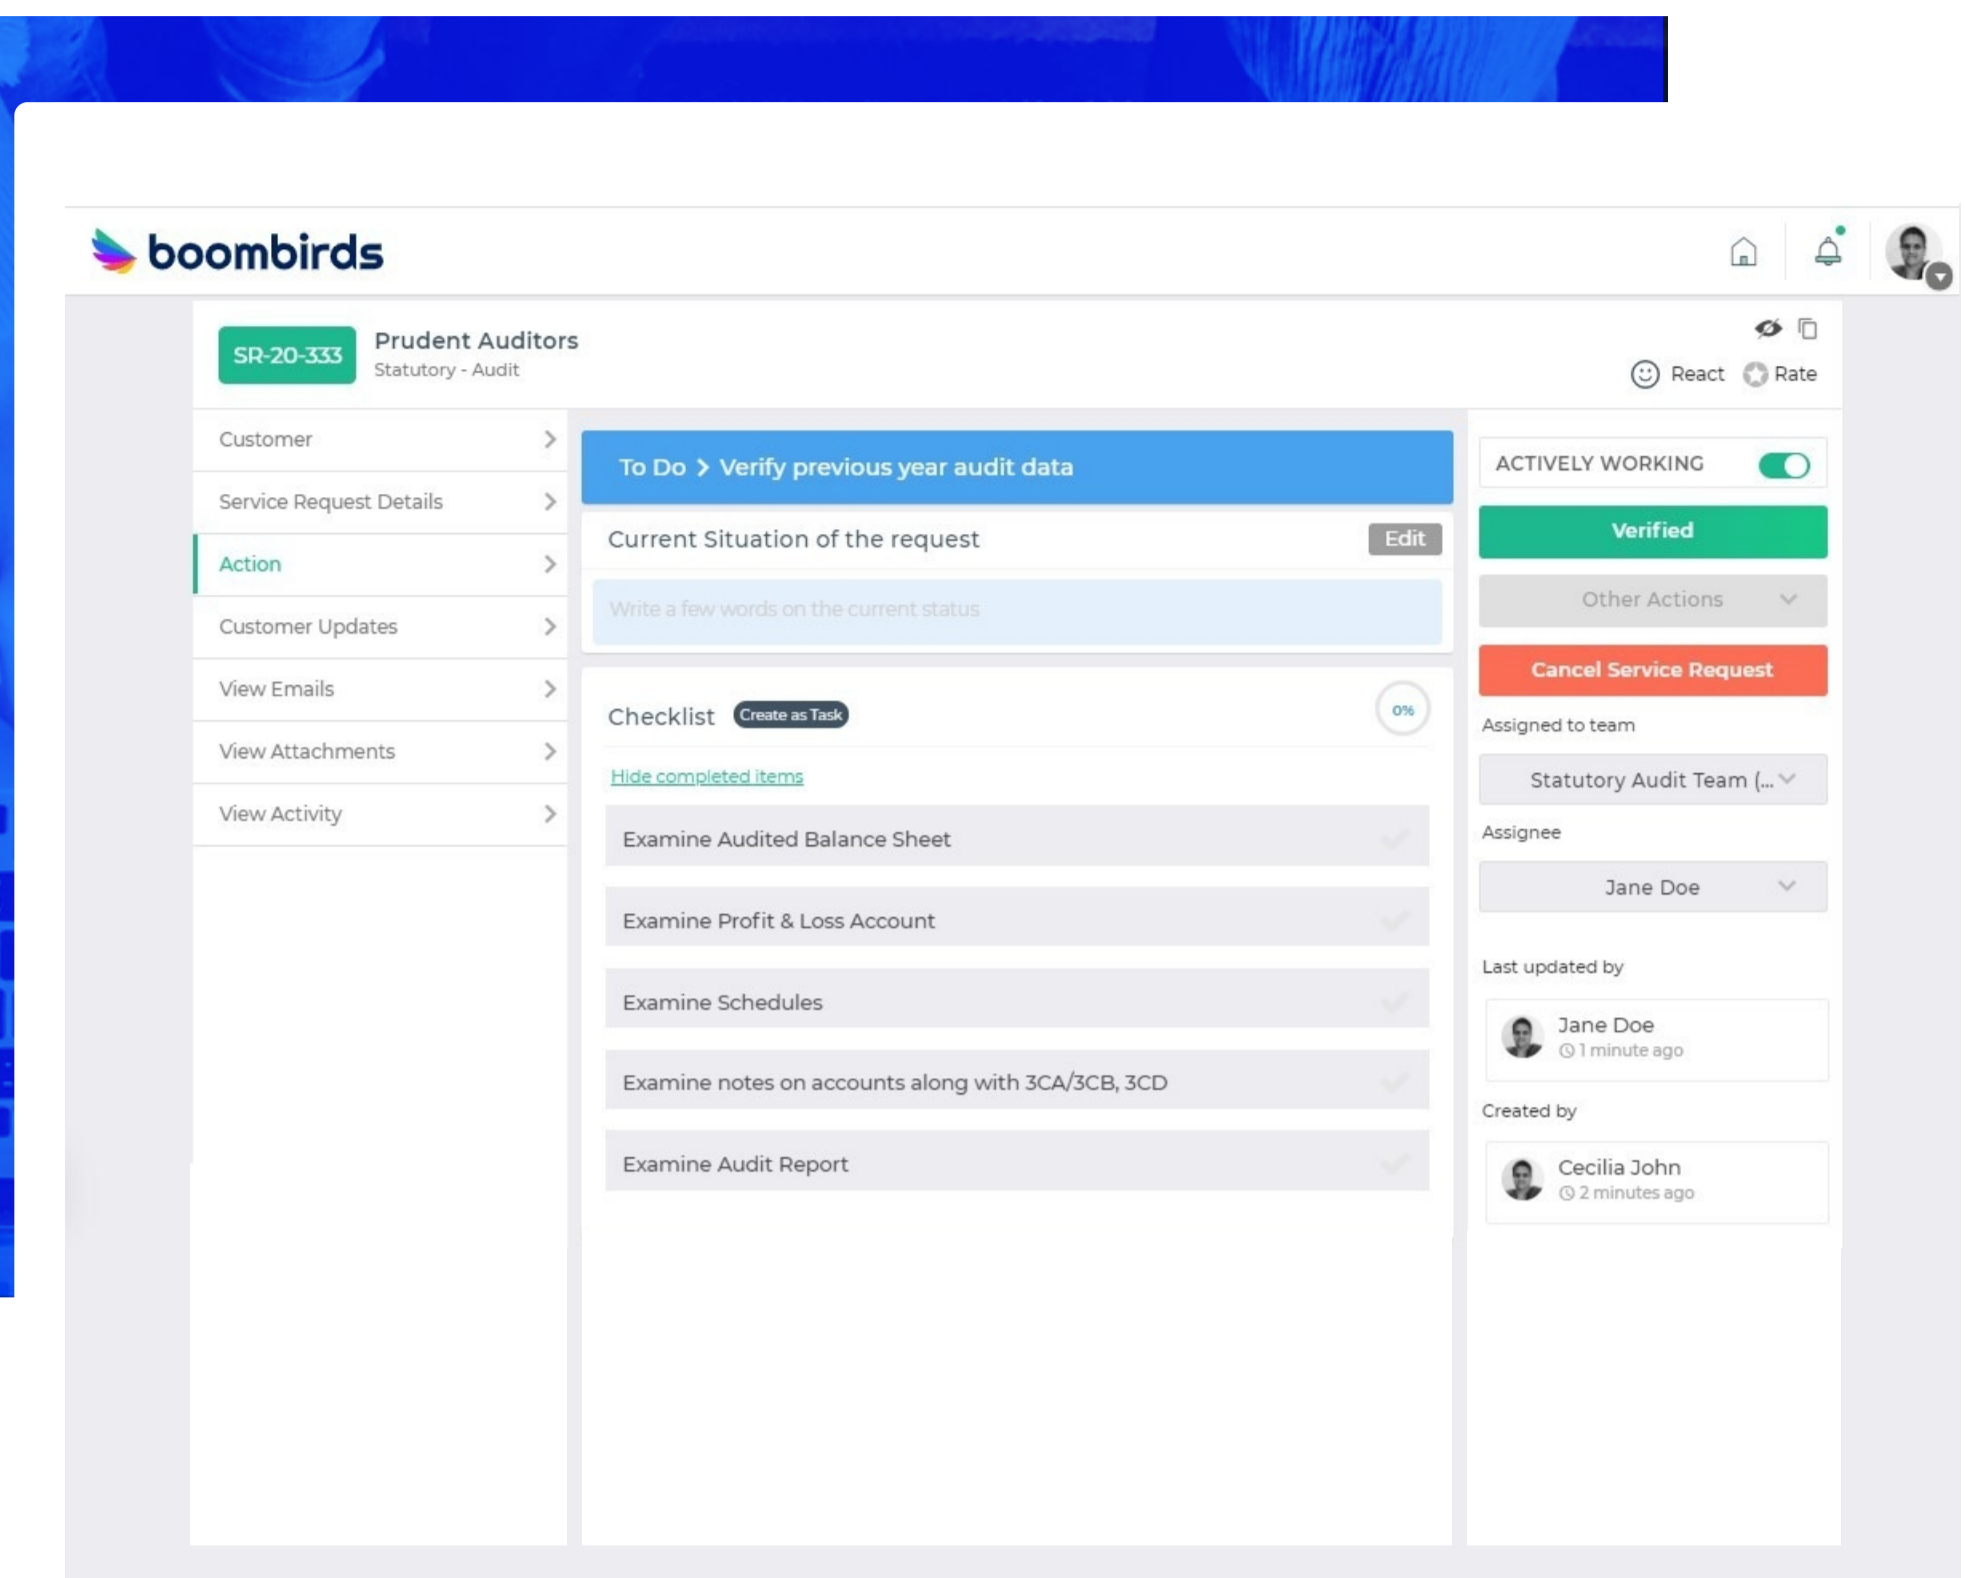 boombirds
SR-20-333
Prudent Auditors
Statutory - Audit
React
Rate
Customer
Service Request Details
Action
Customer Updates
View Emails
View Attachments
View Activity
To Do > Verify previous year audit data
Current Situation of the request
Edit
Write a few words on the current status
Checklist
Create as Task
0%
Hide completed items
Examine Audited Balance Sheet
Examine Profit & Loss Account
Examine Schedules
Examine notes on accounts along with 3CA/3CB, 3CD
Examine Audit Report
ACTIVELY WORKING
Verified
Other Actions
Cancel Service Request
Assigned to team
Statutory Audit Team (...
Assignee
Jane Doe
Last updated by
Jane Doe
1 minute ago
Created by
Cecilia John
2 minutes ago